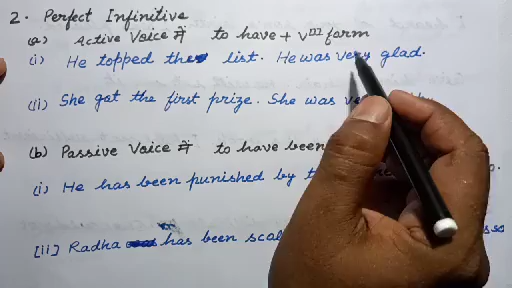 2. Perfect Infinitive
(a) Active Voice में to have + Vᴵᴵᴵ form
(i) He topped the list. He was very glad.
(ii) She got the first prize. She was
(b) Passive Voice में to have been
(i) He has been punished by
(ii) Radha has been